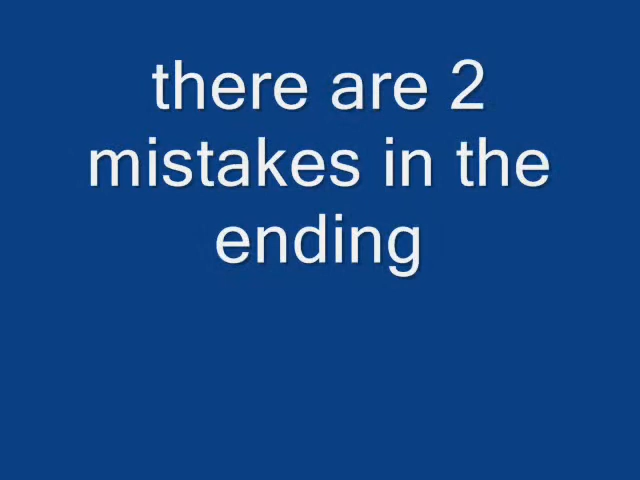 there are 2
mistakes in the
ending